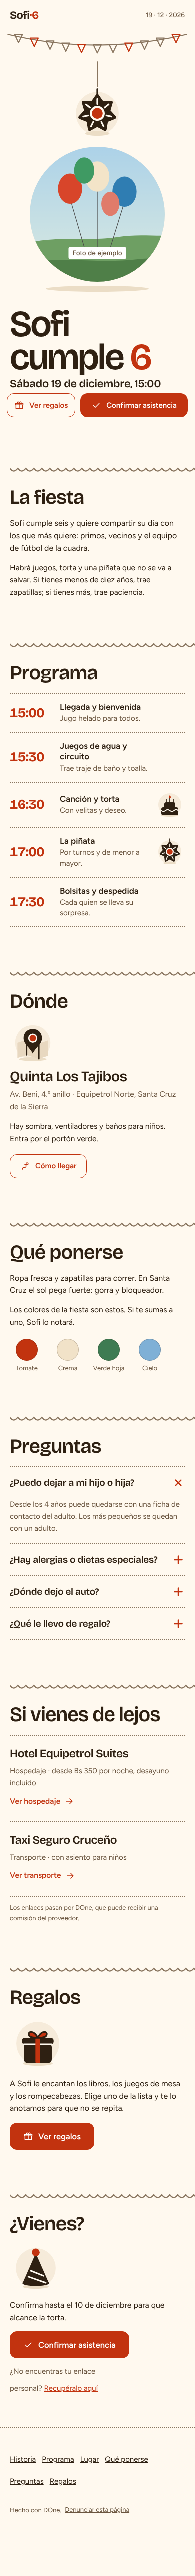 Sofi·6
19 · 12 · 2026
Foto de ejemplo
Sofi
cumple 6
Sábado 19 de diciembre, 15:00
Ver regalos
Confirmar asistencia
La fiesta
Sofi cumple seis y quiere compartir su día con
los que más quiere: primos, vecinos y el equipo
de fútbol de la cuadra.
Habrá juegos, torta y una piñata que no se va a
salvar. Si tienes menos de diez años, trae
zapatillas; si tienes más, trae paciencia.
Programa
15:00
Llegada y bienvenida
Jugo helado para todos.
15:30
Juegos de agua y
circuito
Trae traje de baño y toalla.
16:30
Canción y torta
Con velitas y deseo.
17:00
La piñata
Por turnos y de menor a
mayor.
17:30
Bolsitas y despedida
Cada quien se lleva su
sorpresa.
Dónde
Quinta Los Tajibos
Av. Beni, 4.º anillo · Equipetrol Norte, Santa Cruz
de la Sierra
Hay sombra, ventiladores y baños para niños.
Entra por el portón verde.
Cómo llegar
Qué ponerse
Ropa fresca y zapatillas para correr. En Santa
Cruz el sol pega fuerte: gorra y bloqueador.
Los colores de la fiesta son estos. Si te sumas a
uno, Sofi lo notará.
Tomate
Crema
Verde hoja
Cielo
Preguntas
¿Puedo dejar a mi hijo o hija?
Desde los 4 años puede quedarse con una ficha de
contacto del adulto. Los más pequeños se quedan
con un adulto.
¿Hay alergias o dietas especiales?
¿Dónde dejo el auto?
¿Qué le llevo de regalo?
Si vienes de lejos
Hotel Equipetrol Suites
Hospedaje · desde Bs 350 por noche, desayuno
incluido
Ver hospedaje
Taxi Seguro Cruceño
Transporte · con asiento para niños
Ver transporte
Los enlaces pasan por DOne, que puede recibir una
comisión del proveedor.
Regalos
A Sofi le encantan los libros, los juegos de mesa
y los rompecabezas. Elige uno de la lista y te lo
anotamos para que no se repita.
Ver regalos
¿Vienes?
Confirma hasta el 10 de diciembre para que
alcance la torta.
Confirmar asistencia
¿No encuentras tu enlace
personal? Recupéralo aquí
Historia Programa Lugar Qué ponerse
Preguntas Regalos
Hecho con DOne. Denunciar esta página